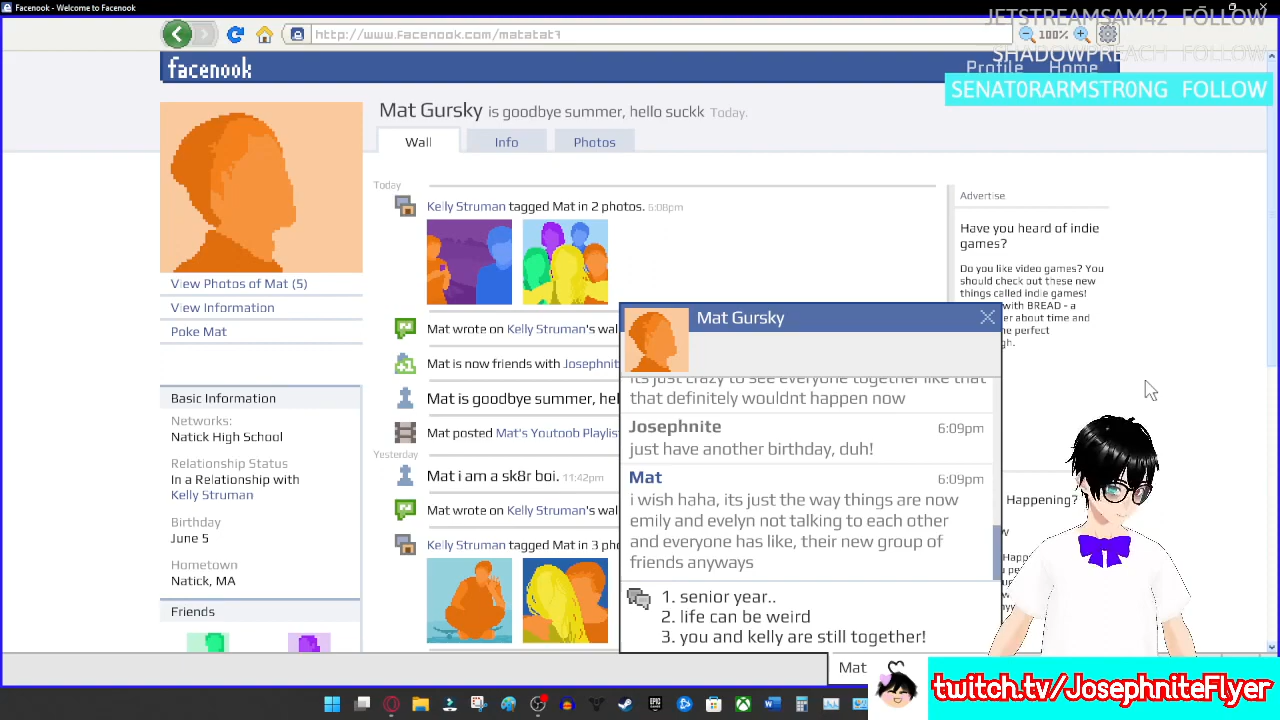 Facenook - Welcome to Facenook
JETSTREAMSAM42 FOLLOW
http://www.facenook.com/matatat?
100%
SHADOWPREACH FOLLOW
facenook
Profile Home
SENAT0RARMSTR0NG FOLLOW
Mat Gursky is goodbye summer, hello suckk Today.
Wall Info Photos
Today
Kelly Struman tagged Mat in 2 photos. 6:08pm
Advertise
Have you heard of indie
games?
Do you like video games? You
should check out these new
things called indie games!
with BREAD - a
about time and
perfect
View Photos of Mat (5)
View Information
Poke Mat
Mat wrote on Kelly Struman's wal
Mat is now friends with Josephnit
Mat is goodbye summer, hel
Mat posted Mat's Youtoob Playlis
Yesterday
Mat i am a sk8r boi. 11:42pm
Mat wrote on Kelly Struman's wal
Kelly Struman tagged Mat in 3 pho
Basic Information
Networks:
Natick High School
Relationship Status
In a Relationship with
Kelly Struman
Birthday
June 5
Hometown
Natick, MA
Friends
Mat Gursky
its just crazy to see everyone together like that
that definitely wouldnt happen now
Josephnite 6:09pm
just have another birthday, duh!
Mat 6:09pm
i wish haha, its just the way things are now
emily and evelyn not talking to each other
and everyone has like, their new group of
friends anyways
1. senior year..
2. life can be weird
3. you and kelly are still together!
Happening?
Mat
twitch.tv/JosephniteFlyer